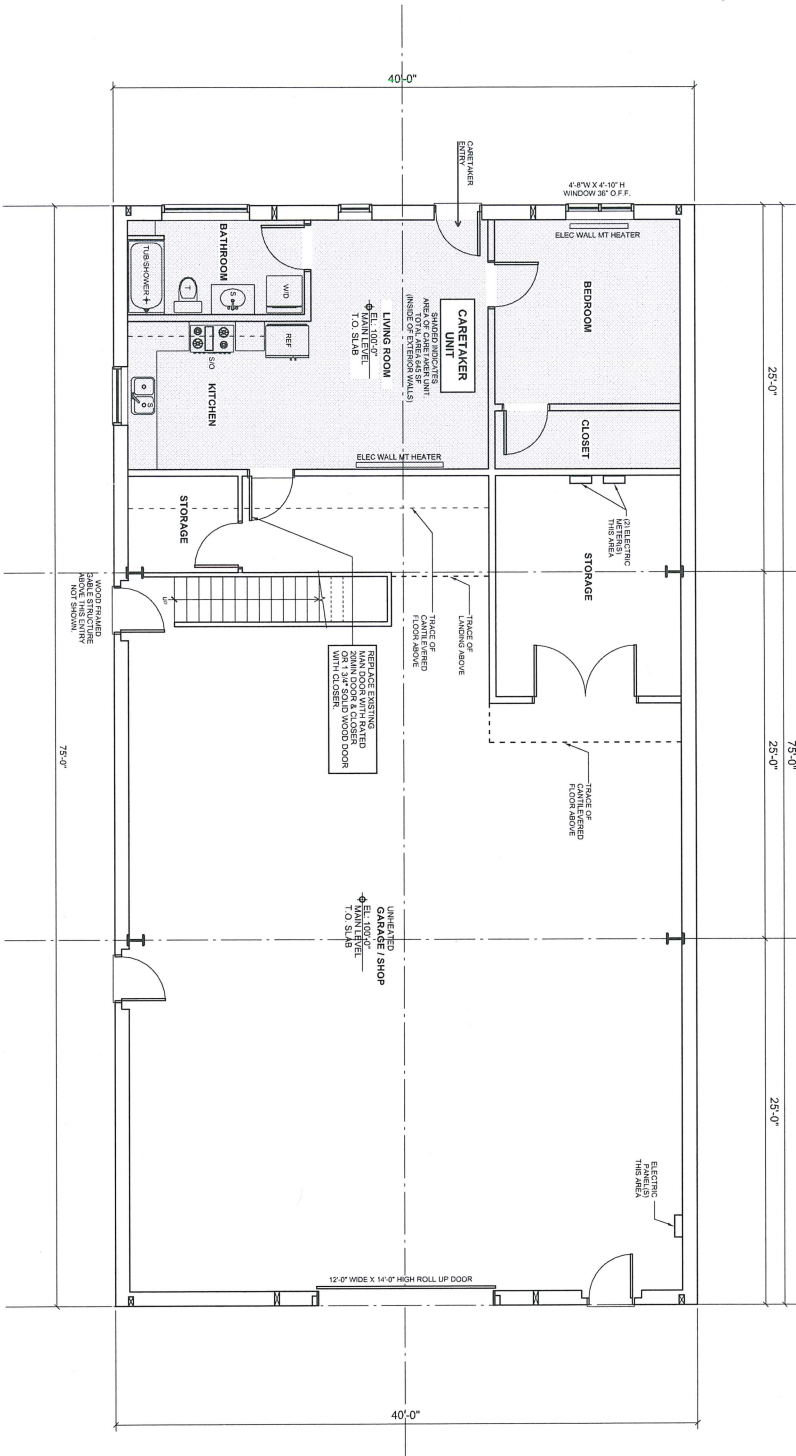 40'-0"
CARETAKER
ENTRY
4'-8"W X 4'-10" H
WINDOW 36" O.F.F.
ELEC WALL MT HEATER
BATHROOM
TUB/SHOWER
T
S
W/D
BEDROOM
CARETAKER
UNIT
SHADED INDICATES
AREA OF CARETAKER UNIT.
TOTAL AREA 645 SF
(INSIDE OF EXTERIOR WALLS)
LIVING ROOM
EL: 100'-0"
MAIN LEVEL
T.O. SLAB
REF
S/O
KITCHEN
S
ELEC WALL MT HEATER
CLOSET
25'-0"
STORAGE
(2) ELECTRIC
METER(S)
THIS AREA
STORAGE
UP
WOOD FRAMED
GABLE STRUCTURE
ABOVE THIS ENTRY
NOT SHOWN.
TRACE OF
CANTILEVERED
FLOOR ABOVE
TRACE OF
LANDING ABOVE
REPLACE EXISTING
MAN DOOR WITH RATED
20MIN DOOR & CLOSER
OR 1 3/4" SOLID WOOD DOOR
WITH CLOSER.
TRACE OF
CANTILEVERED
FLOOR ABOVE
75'-0"
25'-0"
75'-0"
UNHEATED
GARAGE / SHOP
EL: 100'-0"
MAIN LEVEL
T.O. SLAB
25'-0"
ELECTRIC
PANEL(S)
THIS AREA
12'-0" WIDE X 14'-0" HIGH ROLL UP DOOR
40'-0"